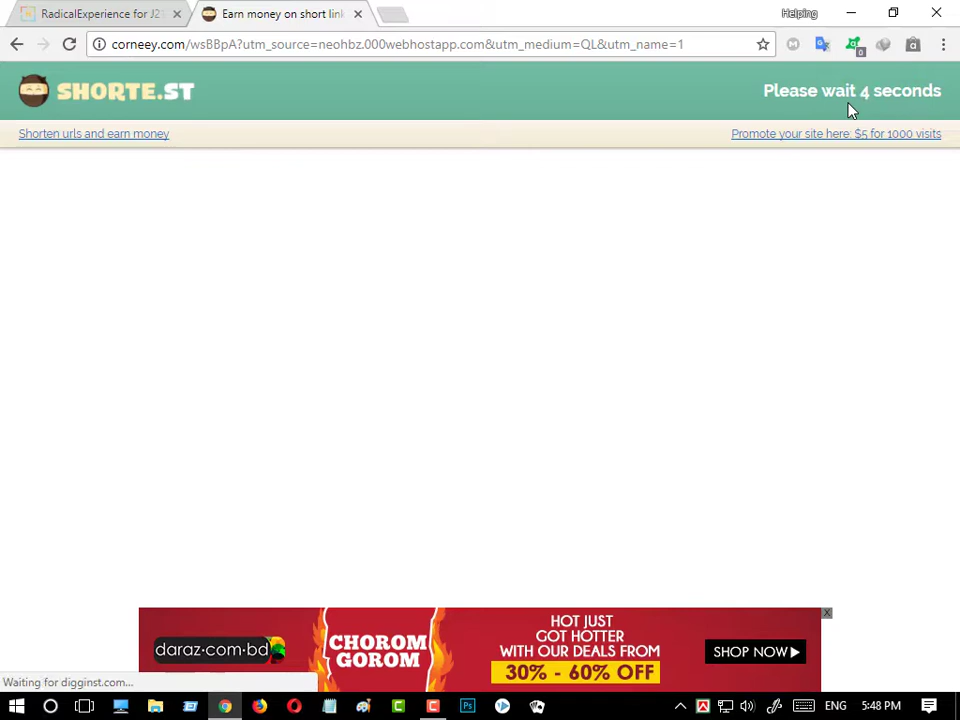 RadicalExperience for J2
Earn money on short link
Helping
corneey.com/wsBBpA?utm_source=neohbz.000webhostapp.com&utm_medium=QL&utm_name=1
0
SHORTE.ST
Please wait 4 seconds
Shorten urls and earn money
Promote your site here: $5 for 1000 visits
X
daraz.com.bd
CHOROM
GOROM
HOT JUST
GOT HOTTER
WITH OUR DEALS FROM
30% - 60% OFF
SHOP NOW
Waiting for digginst.com...
Ps
ENG
5:48 PM